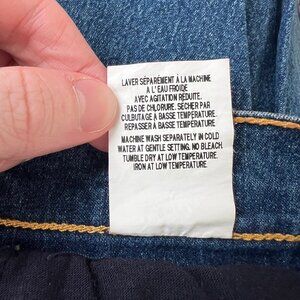 LAVER SÉPARÉMENT À LA MACHINE
À L'EAU FROIDE
AVEC AGITATION RÉDUITE.
PAS DE CHLORURE. SÉCHER PAR
CULBUTAGE À BASSE TEMPÉRATURE.
REPASSER À BASSE TEMPÉRATURE.
MACHINE WASH SEPARATELY IN COLD
WATER AT GENTLE SETTING. NO BLEACH.
TUMBLE DRY AT LOW TEMPERATURE.
IRON AT LOW TEMPERATURE.